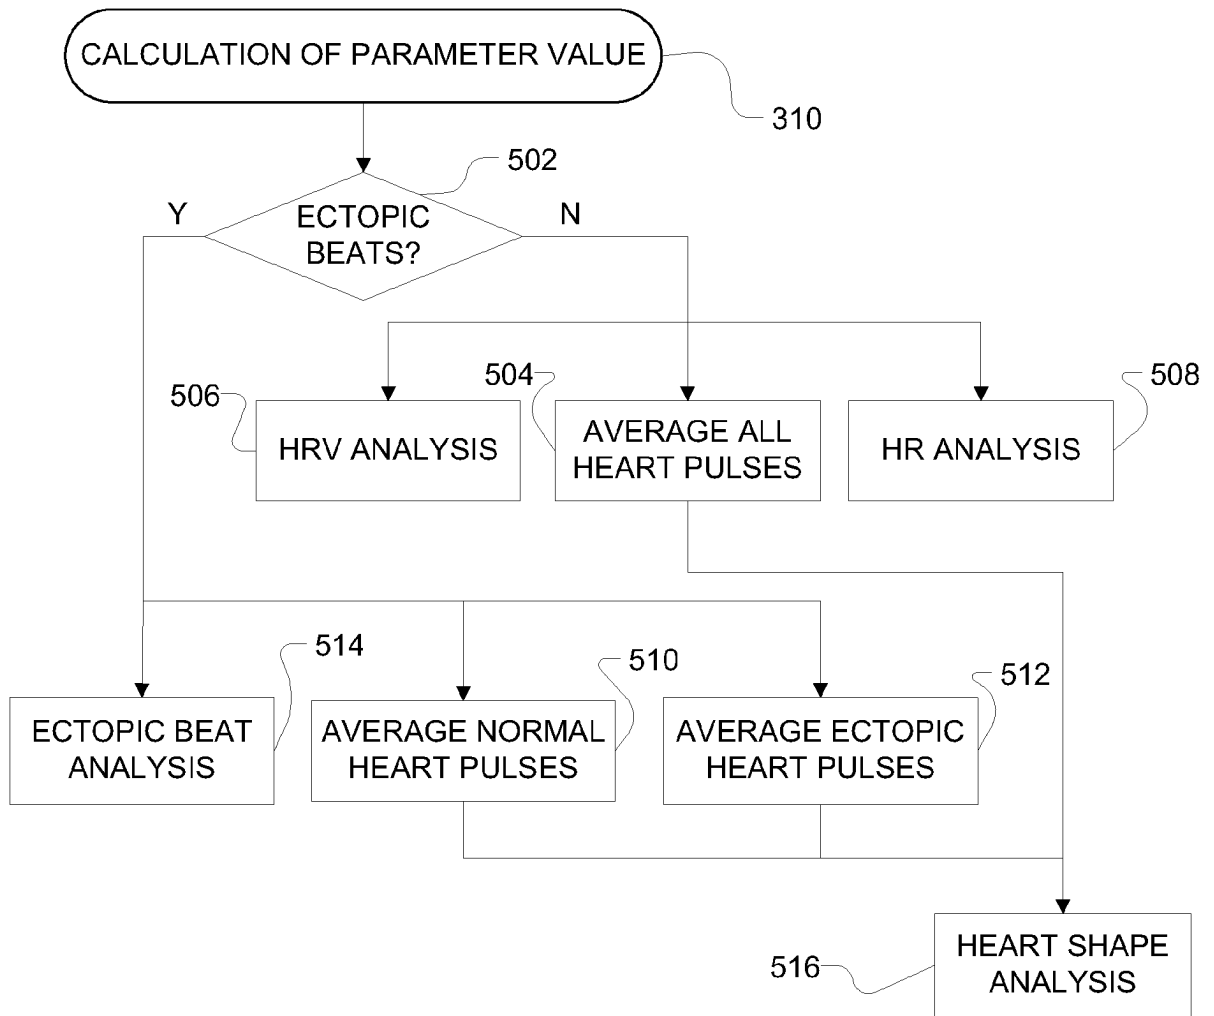 CALCULATION OF PARAMETER VALUE
310
502
Y
ECTOPIC
BEATS?
N
506
504
508
HRV ANALYSIS
AVERAGE ALL
HEART PULSES
HR ANALYSIS
514
510
512
ECTOPIC BEAT
ANALYSIS
AVERAGE NORMAL
HEART PULSES
AVERAGE ECTOPIC
HEART PULSES
516
HEART SHAPE
ANALYSIS